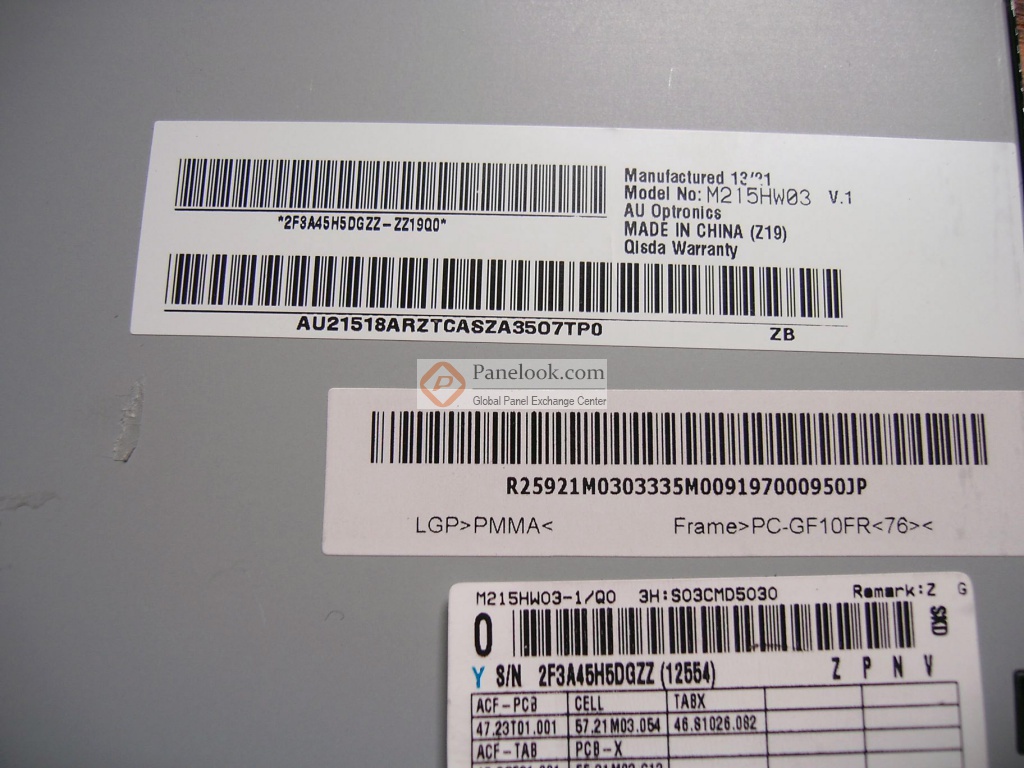 Manufactured 13/21
Model No: M215HW03 V.1
AU Optronics
MADE IN CHINA (Z19)
Qisda Warranty
*2F3A45H5DGZZ-ZZ19Q0*
AU21518ARZTCASZA3507TP0 ZB
Panelook.com
Global Panel Exchange Center
R25921M0303335M009197000950JP
LGP>PMMA< Frame>PC-GF10FR<76><
M215HW03-1/Q0 3H:S03CMD5030 Remark:Z G
0 SKD
Y S/N 2F3A45H5DGZZ (12554) Z P N V
ACF-PCB CELL TABX
47.23T01.001 57.21M03.054 46.81026.082
ACF-TAB PCB-X